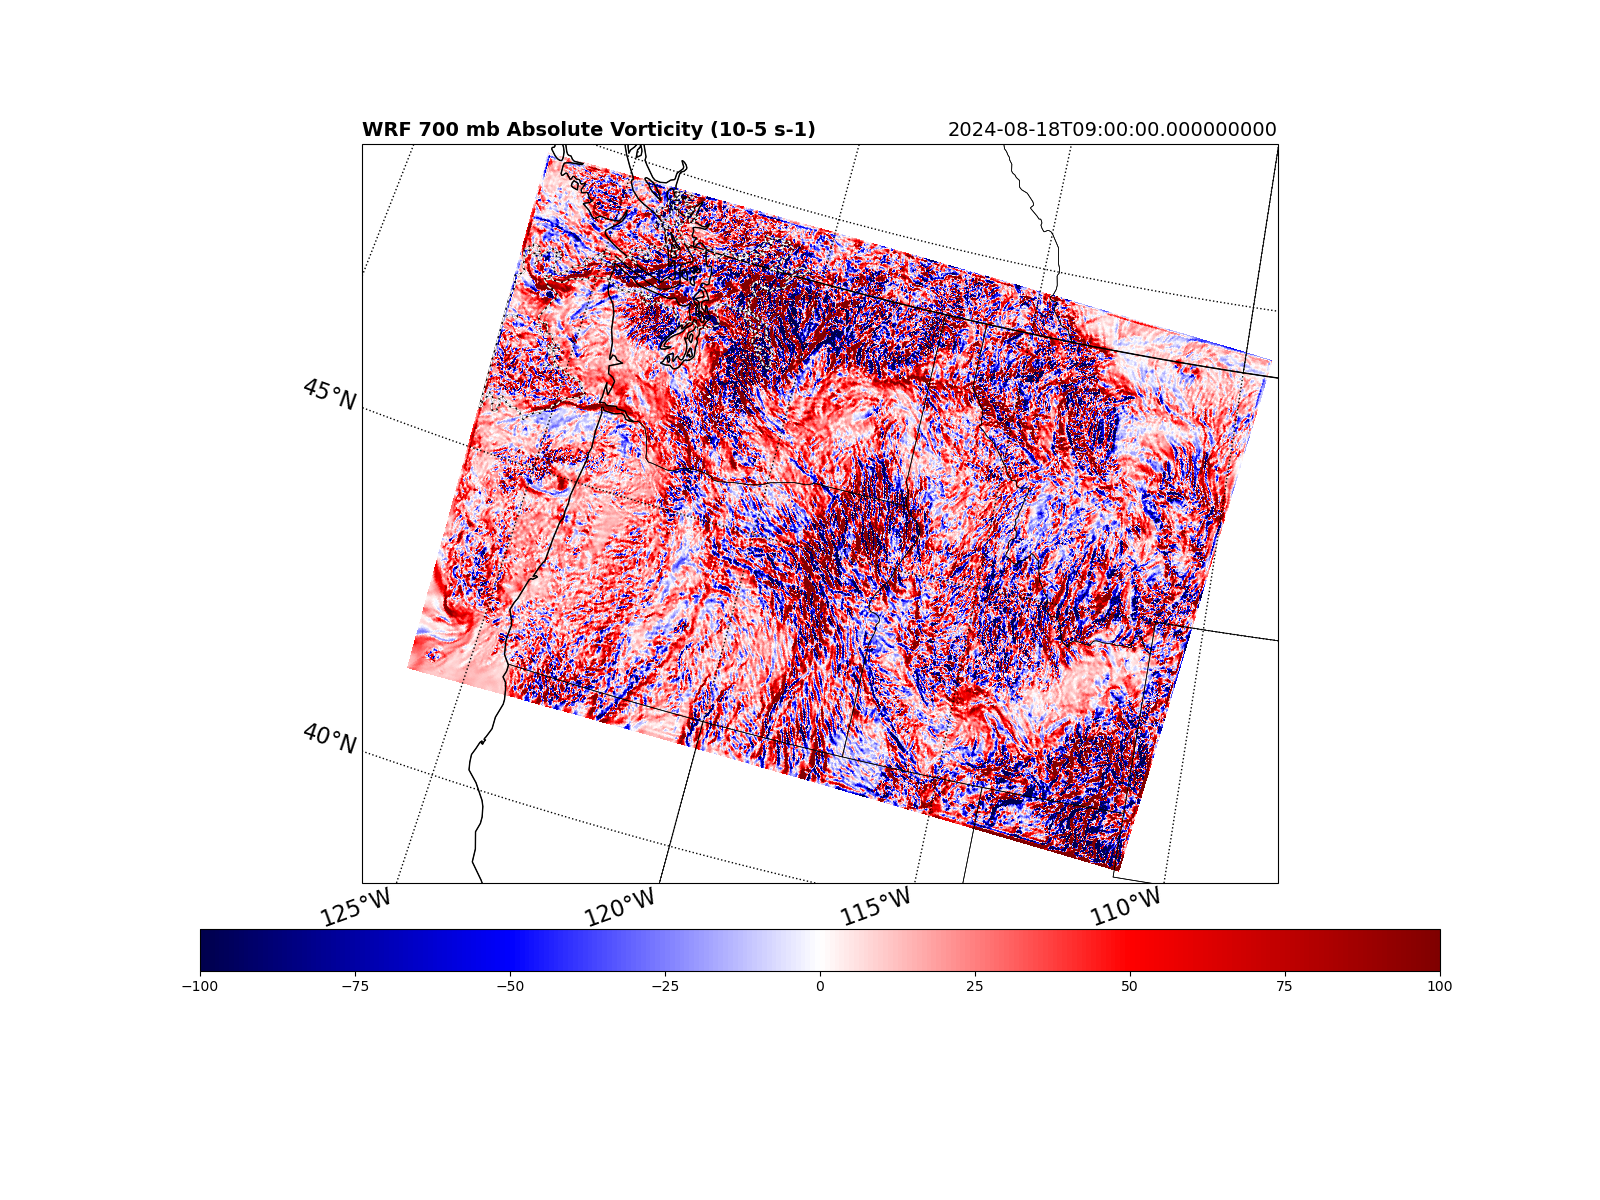 WRF 700 mb Absolute Vorticity (10-5 s-1) 2024-08-18T09:00:00.000000000
45°N
40°N
125°W 120°W 115°W 110°W
−100 −75 −50 −25 0 25 50 75 100